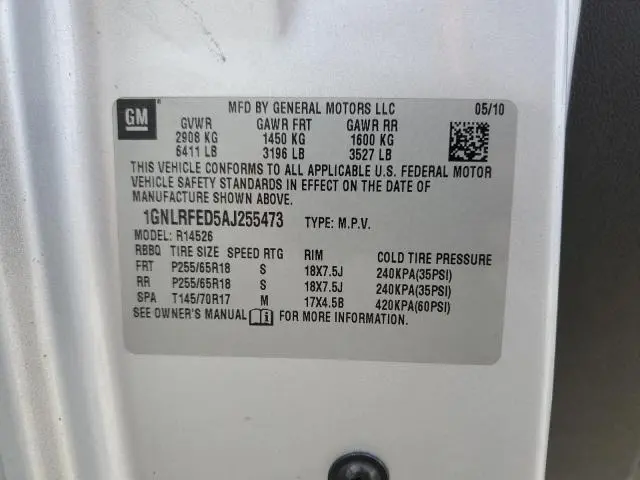 GM MFD BY GENERAL MOTORS LLC 05/10
GVWR GAWR FRT GAWR RR
2908 KG 1450 KG 1600 KG
6411 LB 3196 LB 3527 LB
THIS VEHICLE CONFORMS TO ALL APPLICABLE U.S. FEDERAL MOTOR
VEHICLE SAFETY STANDARDS IN EFFECT ON THE DATE OF
MANUFACTURE SHOWN ABOVE.
1GNLRFED5AJ255473 TYPE: M.P.V.
MODEL: R14526
RBBQ TIRE SIZE SPEED RTG RIM COLD TIRE PRESSURE
FRT P255/65R18 S 18X7.5J 240KPA(35PSI)
RR P255/65R18 S 18X7.5J 240KPA(35PSI)
SPA T145/70R17 M 17X4.5B 420KPA(60PSI)
SEE OWNER'S MANUAL FOR MORE INFORMATION.